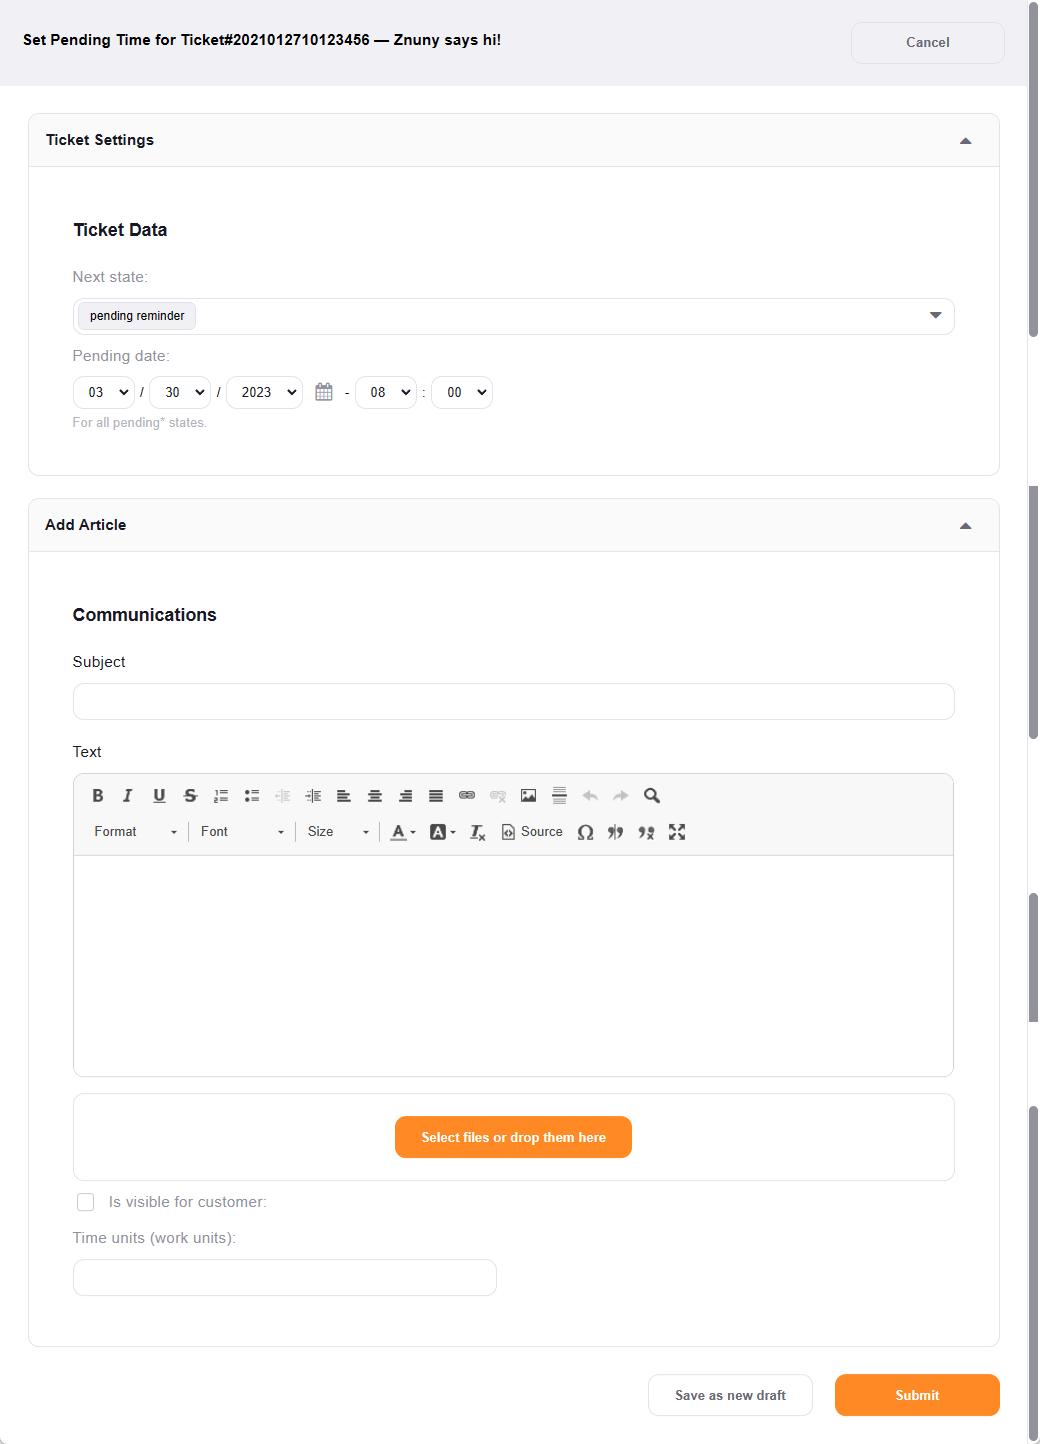 Set Pending Time for Ticket#2021012710123456 — Znuny says hi!
Cancel
Ticket Settings
Ticket Data
Next state:
pending reminder
Pending date:
03 / 30 / 2023 - 08 : 00
For all pending* states.
Add Article
Communications
Subject
Text
Format Font Size A A Source
Select files or drop them here
Is visible for customer:
Time units (work units):
Save as new draft Submit